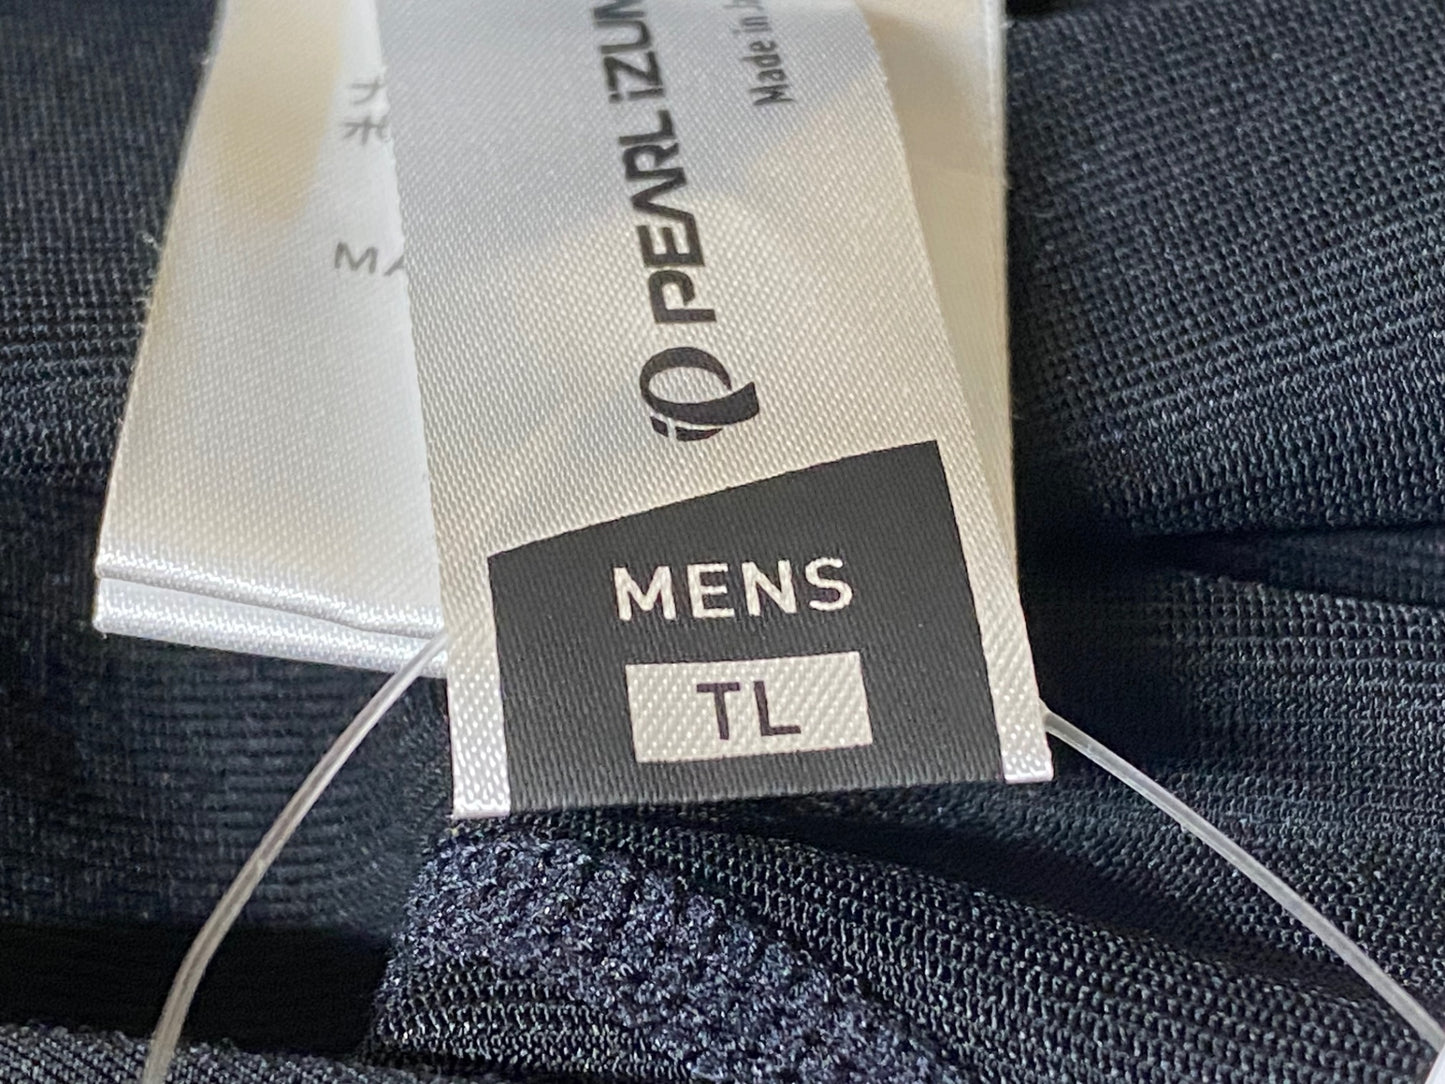 PEARL iZUM
Made in J
MENS
TL
MA